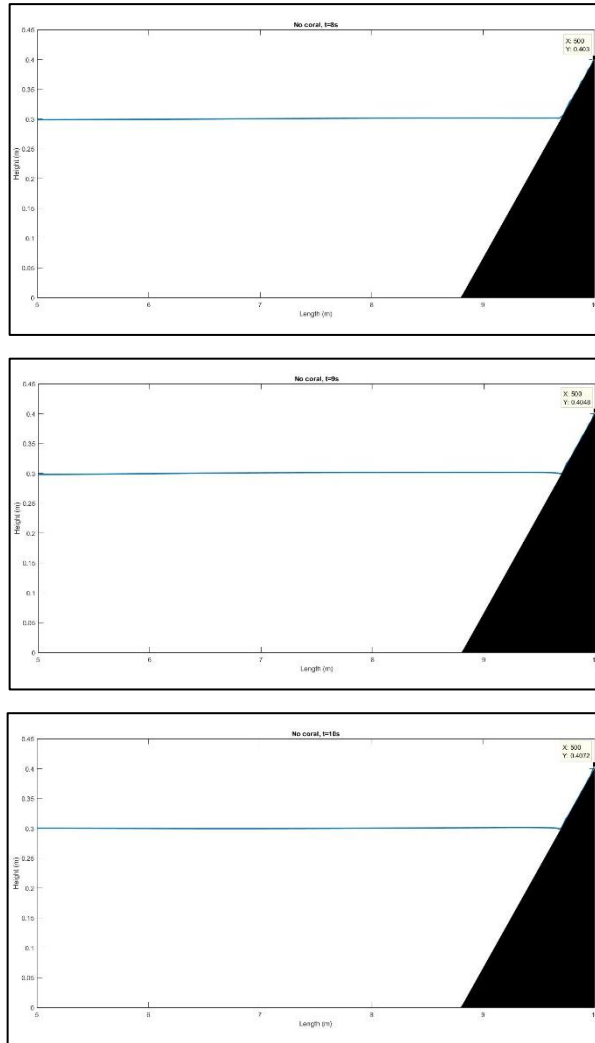 No coral, t=8s
0.45
X: 500
Y: 0.403
0.4
0.35
0.3
0.25
0.2
0.15
0.1
0.05
0
Height (m)
5 6 7 8 9 1
Length (m)
No coral, t=9s
0.45
X: 500
Y: 0.4048
0.4
0.35
0.3
0.25
0.2
0.15
0.1
0.05
0
Height (m)
5 6 7 8 9 1
Length (m)
No coral, t=10s
0.45
X: 500
Y: 0.4072
0.4
0.35
0.3
0.25
0.2
0.15
0.1
0.05
0
Height (m)
5 6 7 8 9 1
Length (m)